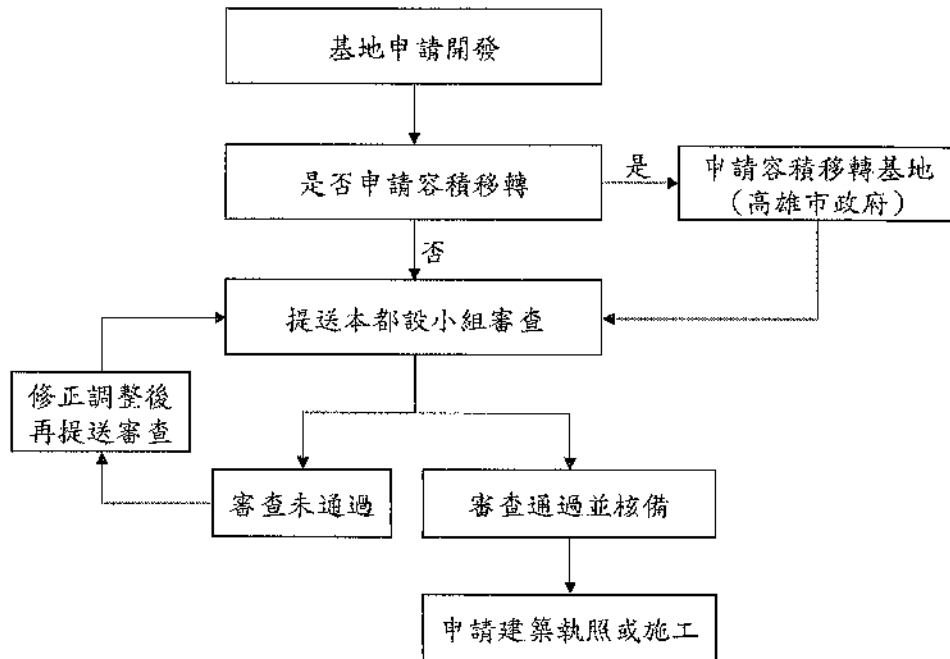 基地申請開發
是否申請容積移轉
是
申請容積移轉基地
(高雄市政府)
否
提送本都設小組審查
修正調整後
再提送審查
審查未通過
審查通過並核備
申請建築執照或施工